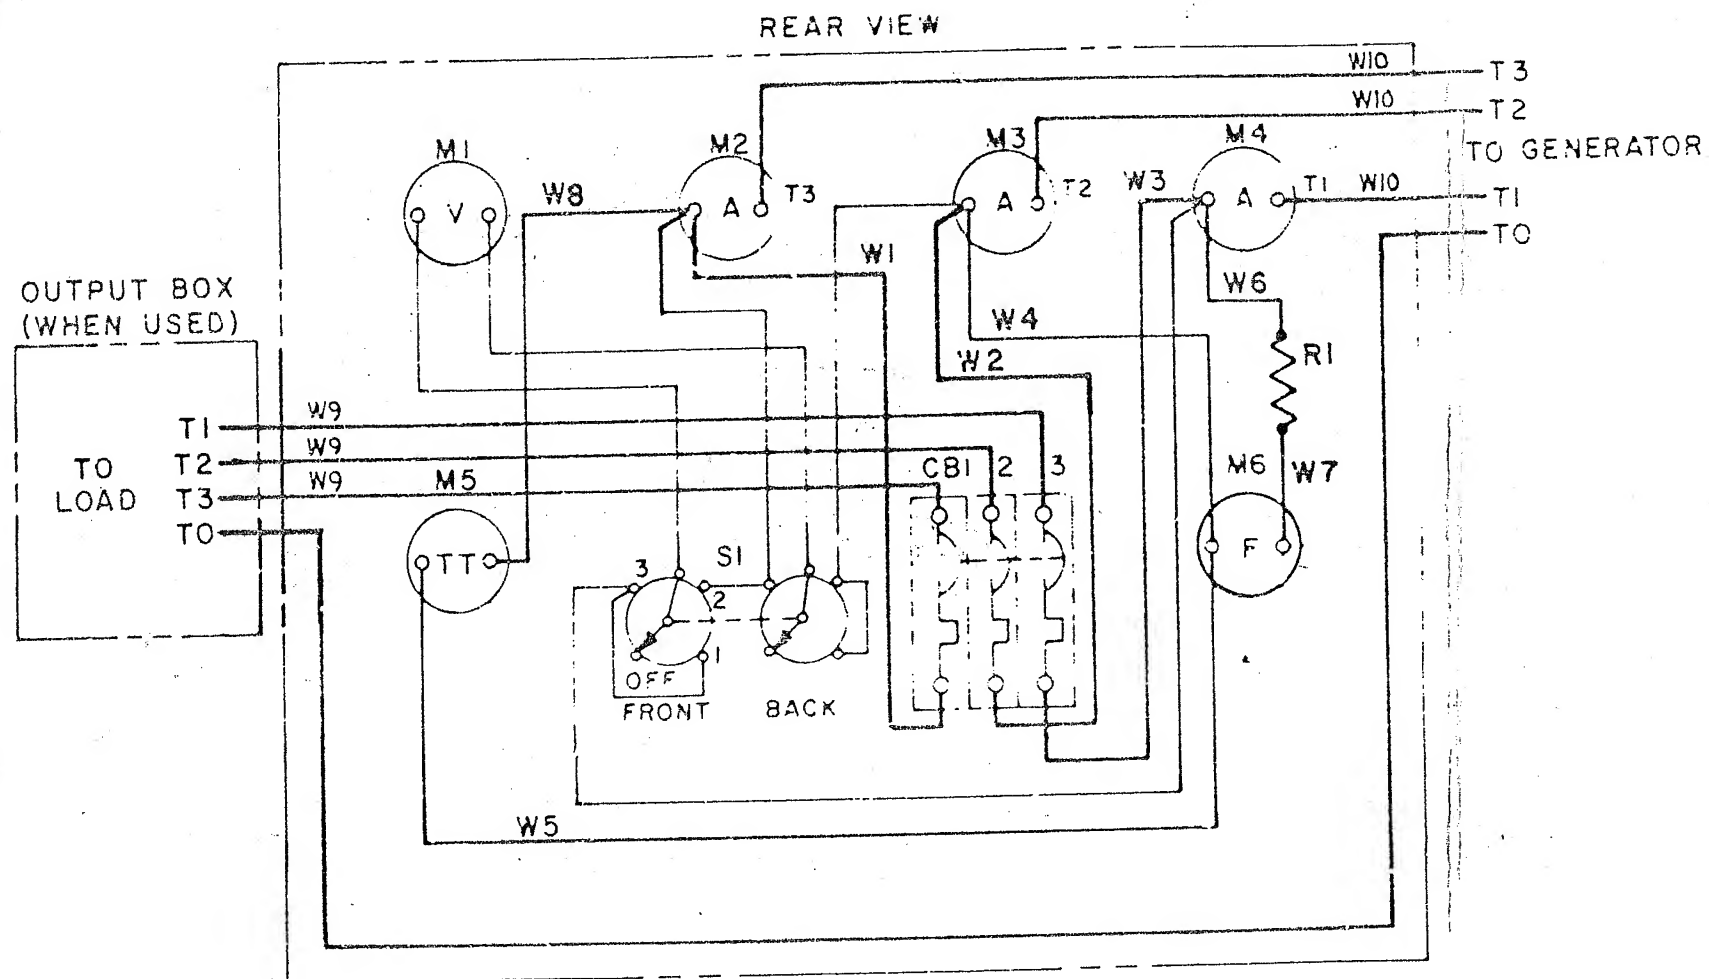 REAR VIEW
W10
T3
W10
T2
TO GENERATOR
M1
M2
M3
M4
V
W8
A
T3
A
T2
W3
A
T1
W10
T1
T0
W1
W6
OUTPUT BOX
(WHEN USED)
W4
W2
R1
T1
W9
T2
W9
T3
W9
T0
TO
LOAD
M5
CB1
2
3
M6
W7
TT
F
3
S1
2
1
OFF
FRONT
BACK
W5